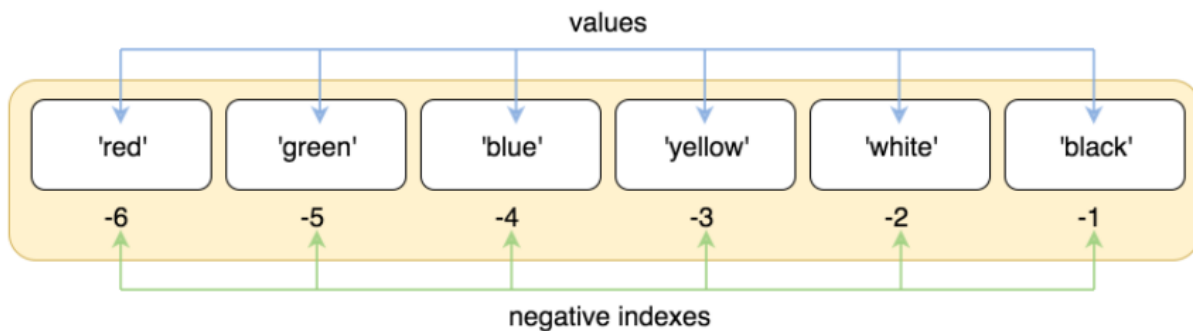 values
'red' 'green' 'blue' 'yellow' 'white' 'black'
-6 -5 -4 -3 -2 -1
negative indexes